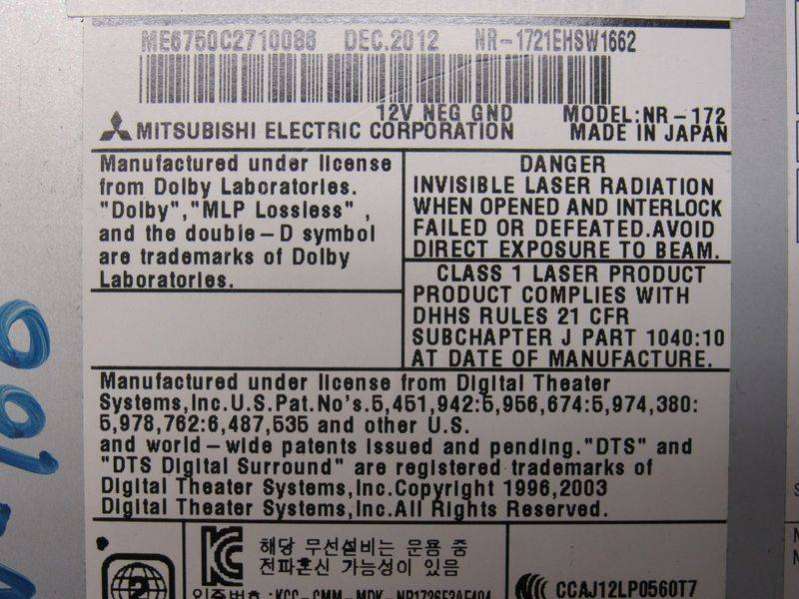 ME6750C2710086 DEC.2012 NR-1721EHSW1662
12V NEG GND MODEL:NR-172
MITSUBISHI ELECTRIC CORPORATION MADE IN JAPAN
Manufactured under license
from Dolby Laboratories.
"Dolby","MLP Lossless" ,
and the double-D symbol
are trademarks of Dolby
Laboratories.
DANGER
INVISIBLE LASER RADIATION
WHEN OPENED AND INTERLOCK
FAILED OR DEFEATED.AVOID
DIRECT EXPOSURE TO BEAM.
CLASS 1 LASER PRODUCT
PRODUCT COMPLIES WITH
DHHS RULES 21 CFR
SUBCHAPTER J PART 1040:10
AT DATE OF MANUFACTURE.
Manufactured under license from Digital Theater
Systems,Inc.U.S.Pat.No's.5,451,942:5,956,674:5,974,380:
5,978,762:6,487,535 and other U.S.
and world-wide patents issued and pending."DTS" and
"DTS Digital Surround" are registered trademarks of
Digital Theater Systems,Inc.Copyright 1996,2003
Digital Theater Systems,Inc.All Rights Reserved.
해당 무선설비는 운용 중
전파혼신 가능성이 있음
인증번호:
CCAJ12LP0560T7